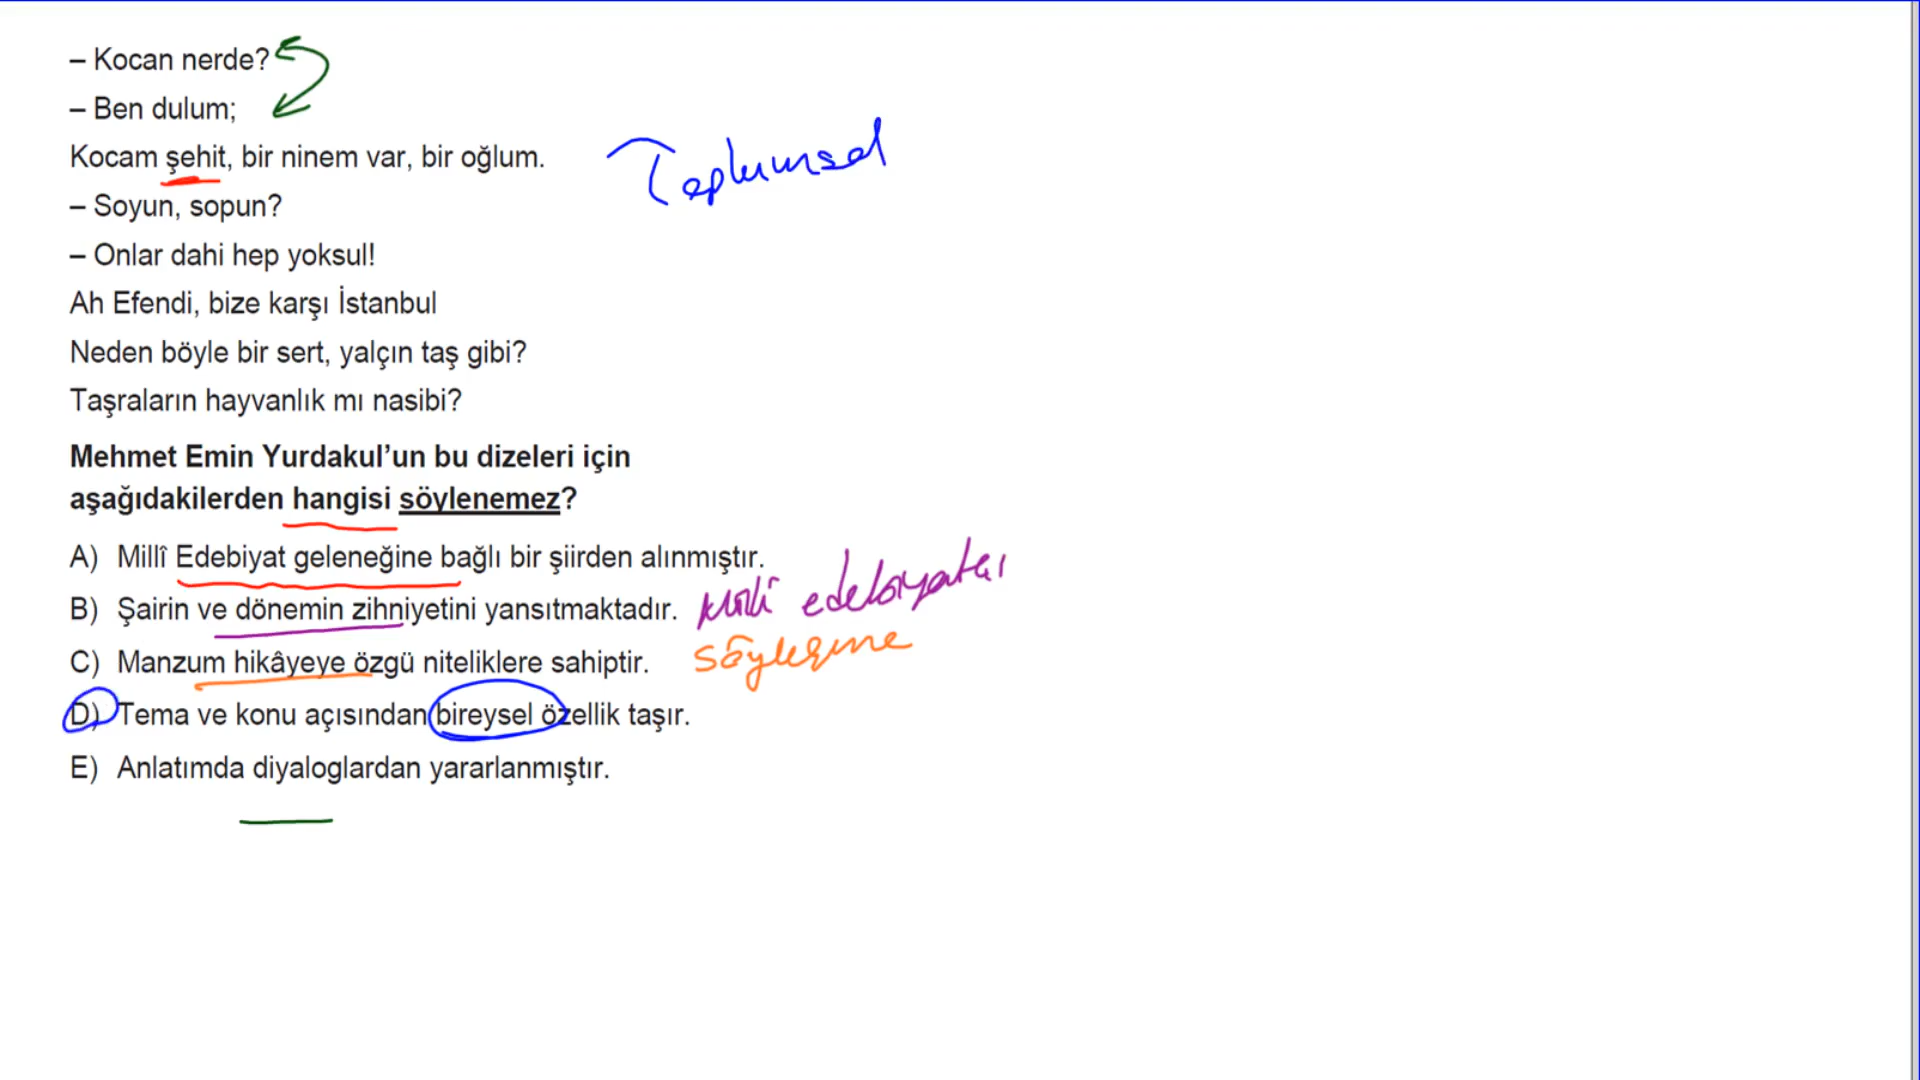 – Kocan nerde?
– Ben dulum;
Kocam şehit, bir ninem var, bir oğlum.
Toplumsal
– Soyun, sopun?
– Onlar dahi hep yoksul!
Ah Efendi, bize karşı İstanbul
Neden böyle bir sert, yalçın taş gibi?
Taşraların hayvanlık mı nasibi?
Mehmet Emin Yurdakul’un bu dizeleri için
aşağıdakilerden hangisi söylenemez?
A) Millî Edebiyat geleneğine bağlı bir şiirden alınmıştır.
B) Şairin ve dönemin zihniyetini yansıtmaktadır.
Milli edebiyatçı
C) Manzum hikâyeye özgü niteliklere sahiptir.
Söyleşme
D) Tema ve konu açısından bireysel özellik taşır.
E) Anlatımda diyaloglardan yararlanmıştır.